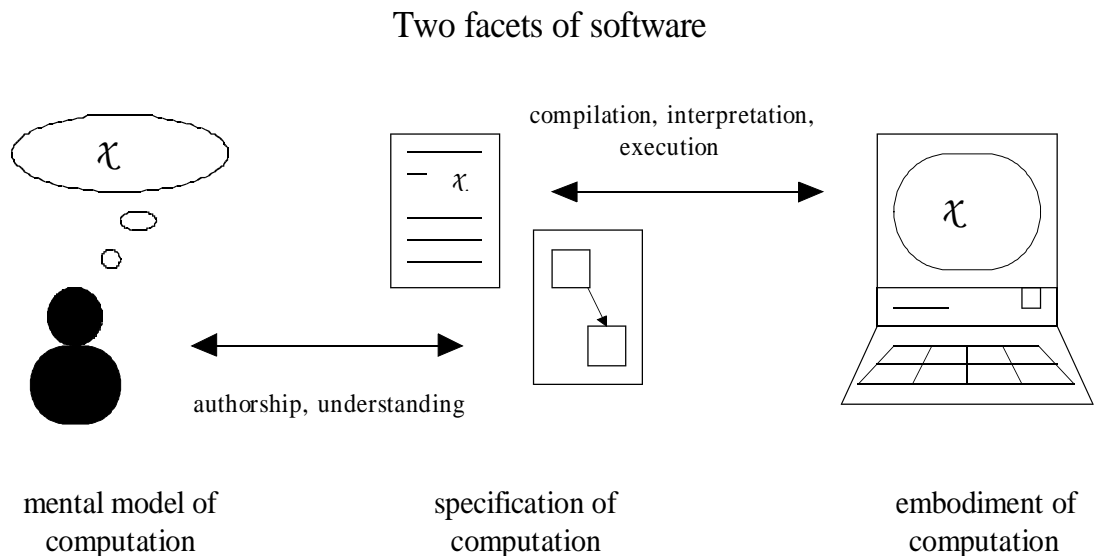 Two facets of software
compilation, interpretation,
execution
χ
χ.
χ
authorship, understanding
mental model of
computation
specification of
computation
embodiment of
computation